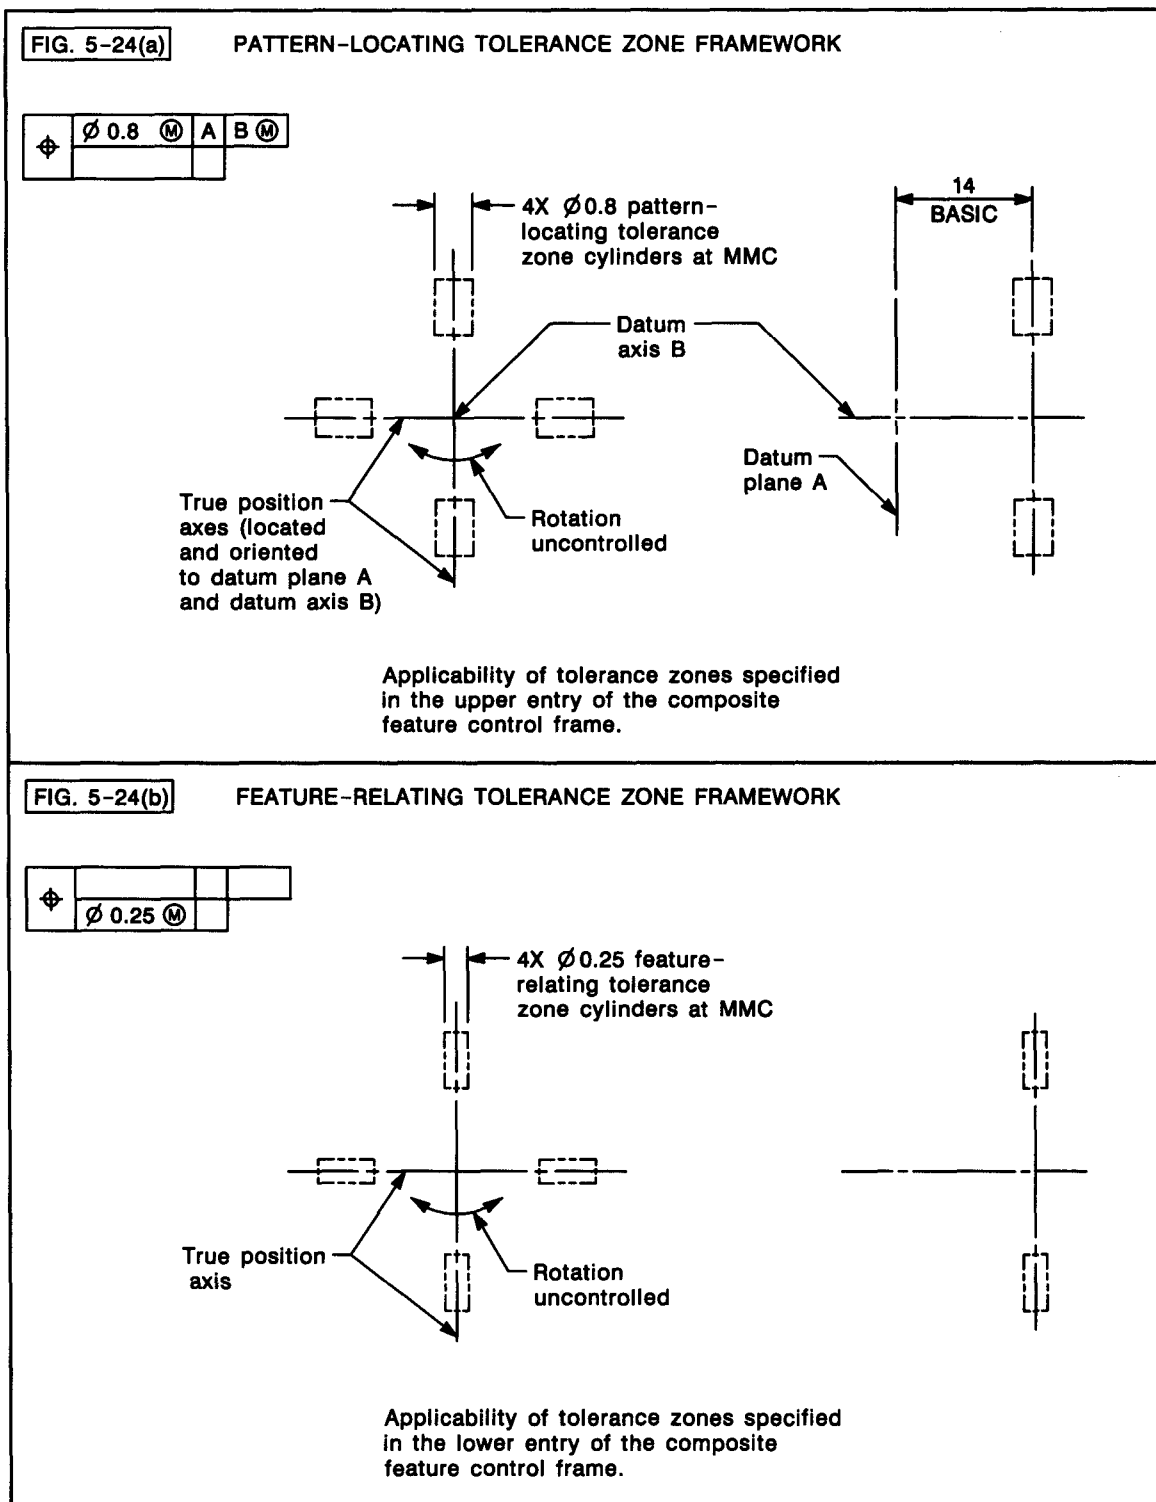 FIG. 5-24(a)
PATTERN-LOCATING TOLERANCE ZONE FRAMEWORK
⌖ Ø 0.8 Ⓜ A B Ⓜ
4X Ø0.8 pattern-
locating tolerance
zone cylinders at MMC
14
BASIC
Datum
axis B
Datum
plane A
True position
axes (located
and oriented
to datum plane A
and datum axis B)
Rotation
uncontrolled
Applicability of tolerance zones specified
in the upper entry of the composite
feature control frame.
FIG. 5-24(b)
FEATURE-RELATING TOLERANCE ZONE FRAMEWORK
⌖ Ø 0.25 Ⓜ
4X Ø0.25 feature-
relating tolerance
zone cylinders at MMC
True position
axis
Rotation
uncontrolled
Applicability of tolerance zones specified
in the lower entry of the composite
feature control frame.